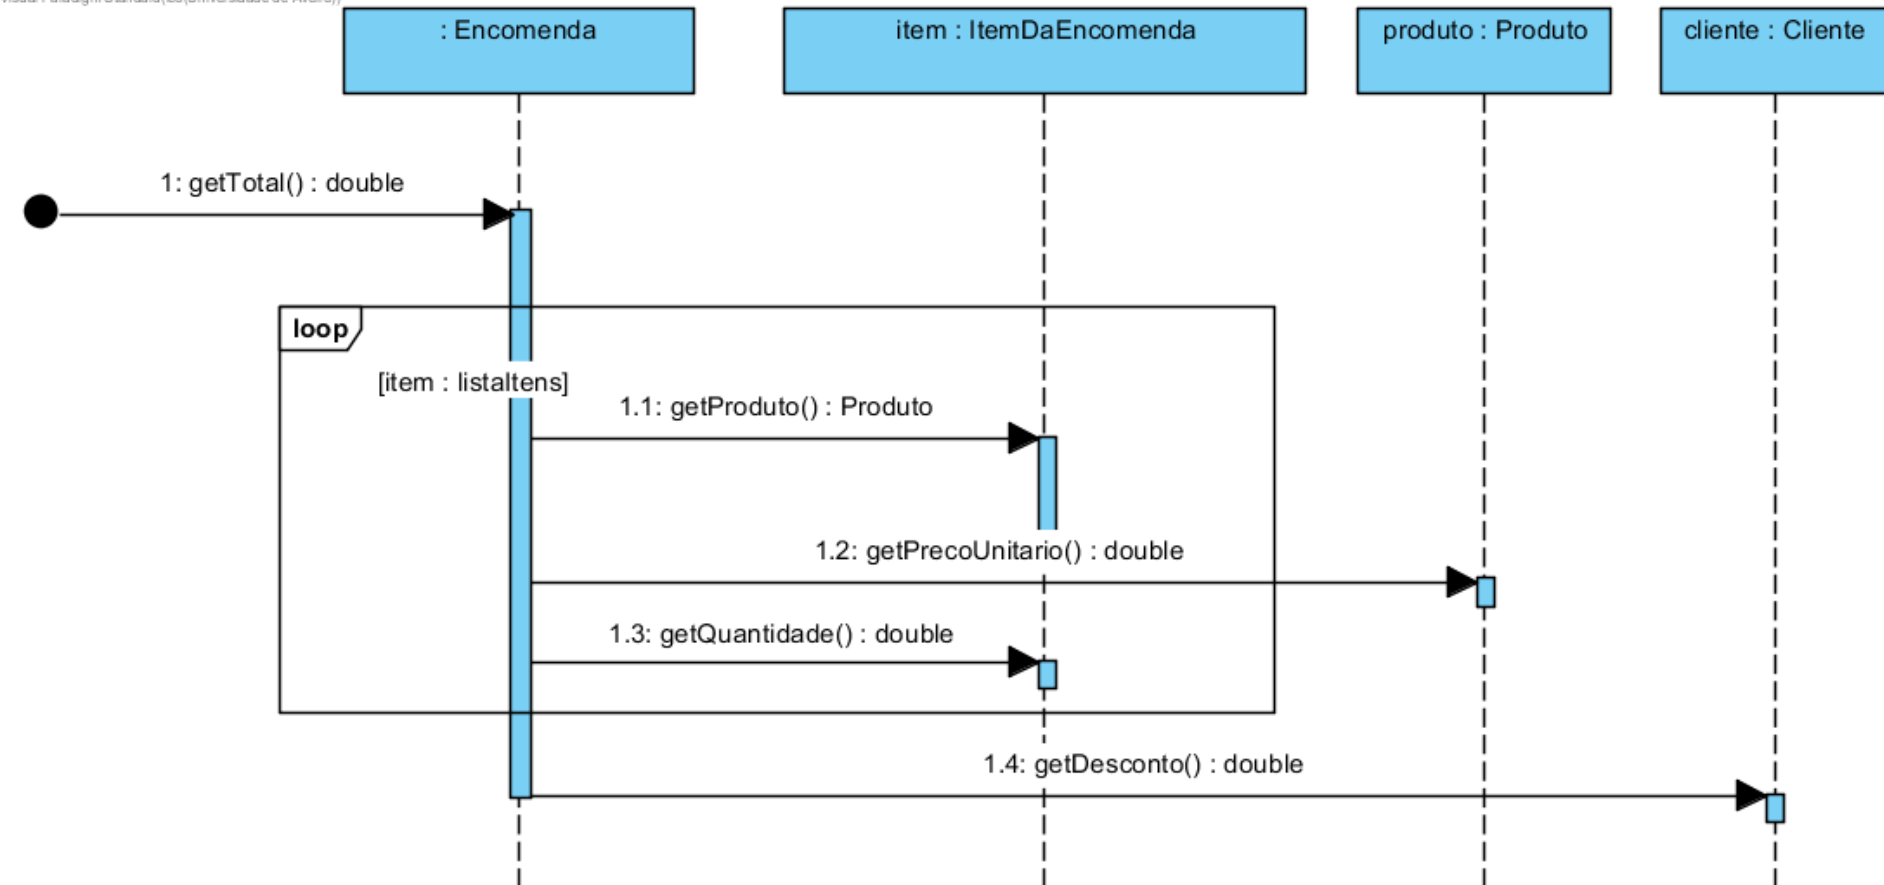 : Encomenda
item : ItemDaEncomenda
produto : Produto
cliente : Cliente
1: getTotal() : double
loop
[item : listaItens]
1.1: getProduto() : Produto
1.2: getPrecoUnitario() : double
1.3: getQuantidade() : double
1.4: getDesconto() : double